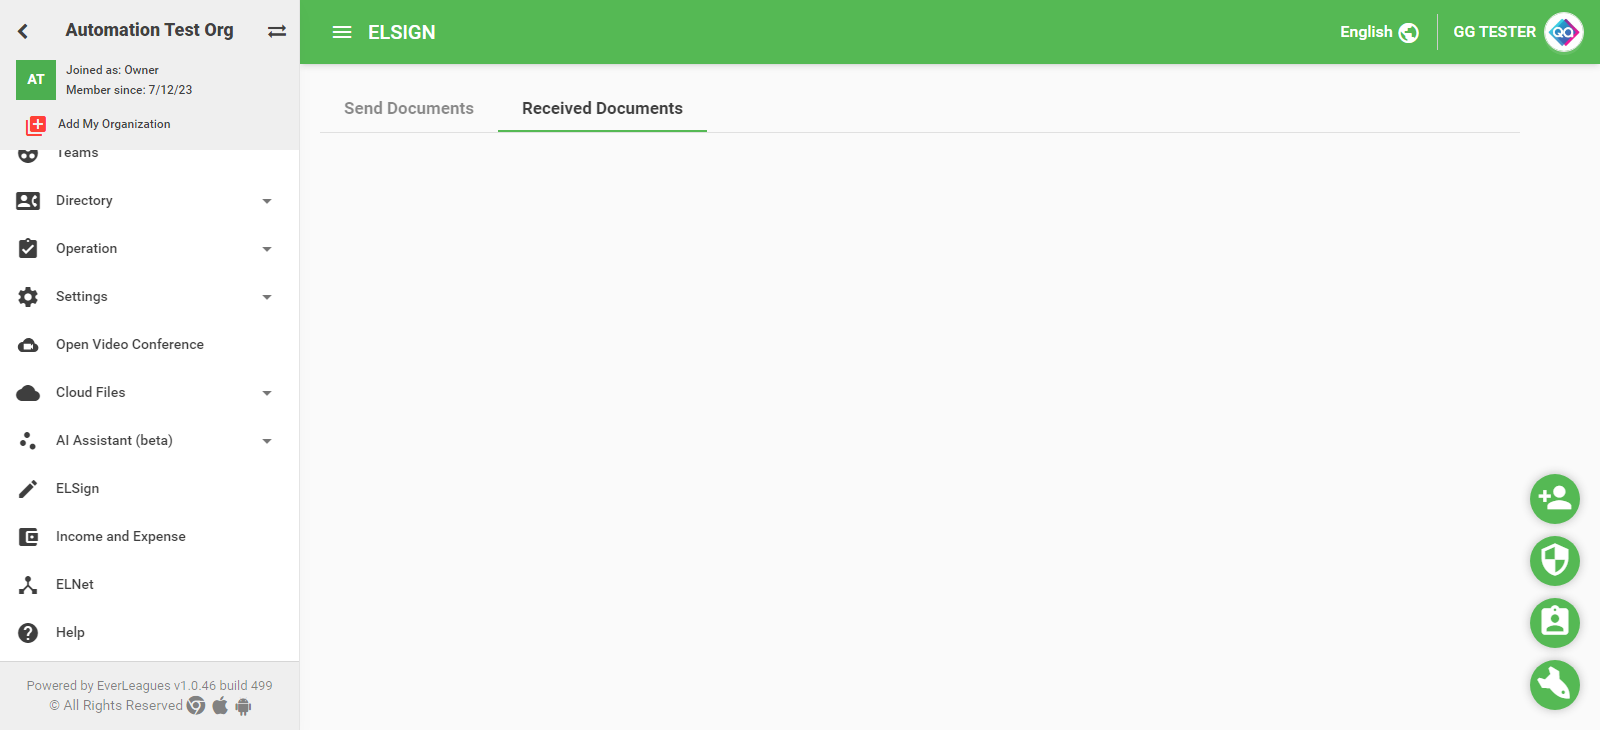 Automation Test Org
AT
Joined as: Owner
Member since: 7/12/23
Add My Organization
Teams
Directory
Operation
Settings
Open Video Conference
Cloud Files
AI Assistant (beta)
ELSign
Income and Expense
ELNet
Help
Powered by EverLeagues v1.0.46 build 499
© All Rights Reserved
ELSIGN
English
GG TESTER
QA
Send Documents
Received Documents